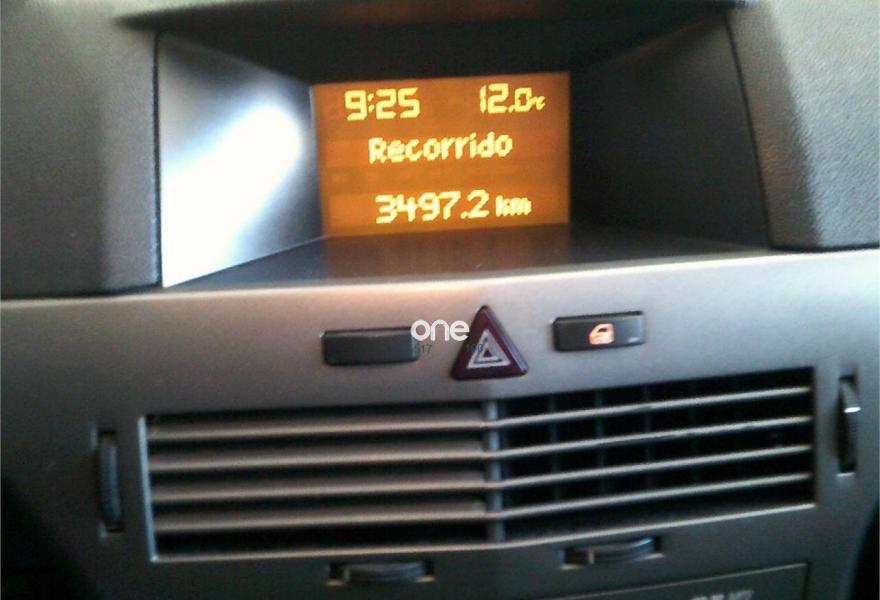 9:25 12.0°C
Recorrido
3497.2 km
one